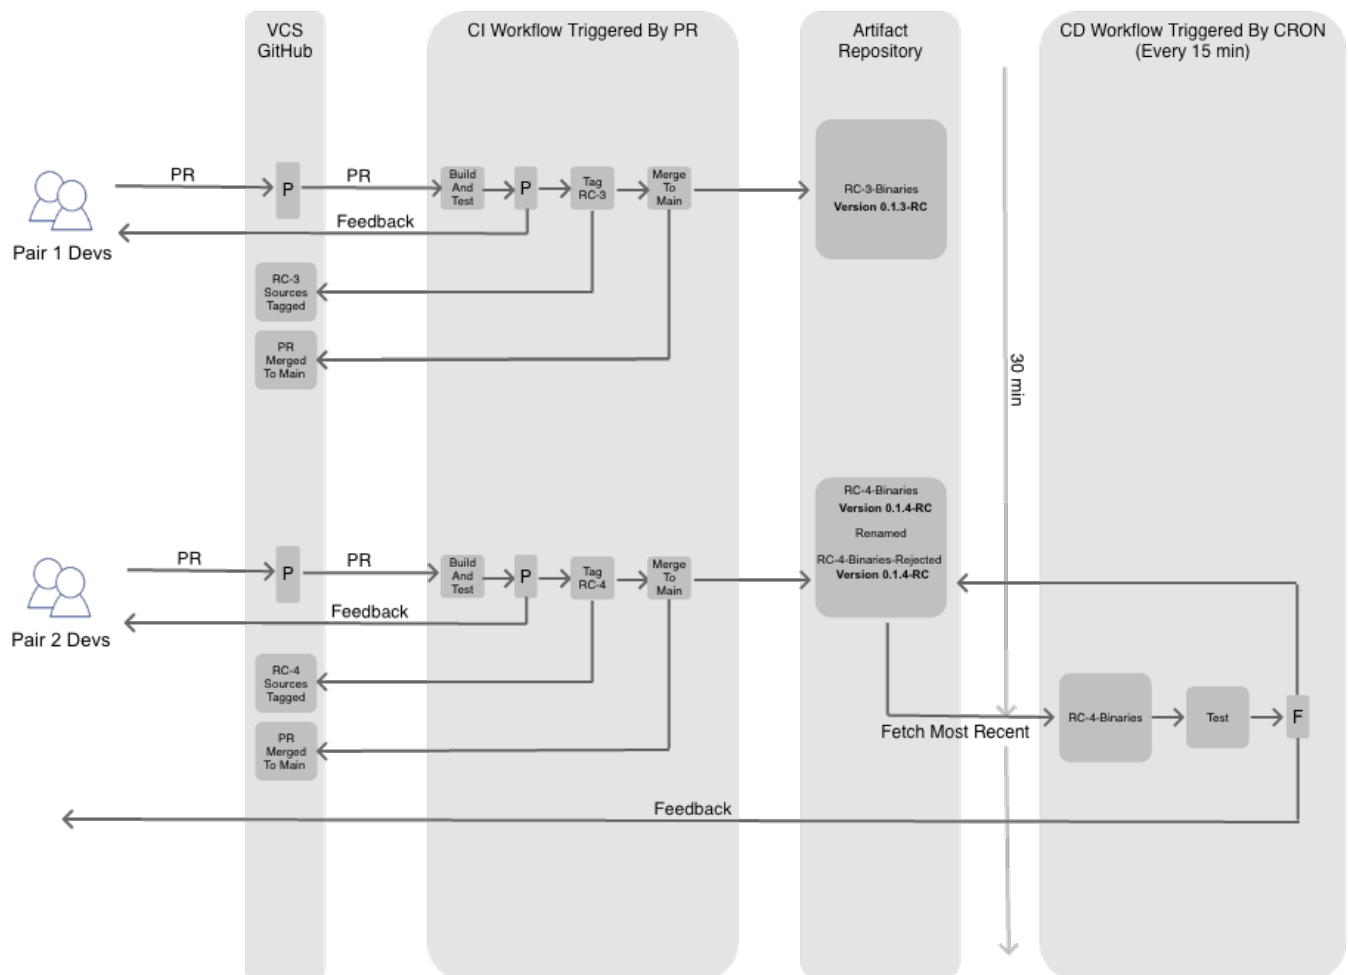 VCS
GitHub
CI Workflow Triggered By PR
Artifact
Repository
CD Workflow Triggered By CRON
(Every 15 min)
PR
P
PR
Build
And
Test
P
Tag
RC-3
Merge
To
Main
RC-3-Binaries
Version 0.1.3-RC
Feedback
Pair 1 Devs
RC-3
Sources
Tagged
PR
Merged
To Main
30 min
RC-4-Binaries
Version 0.1.4-RC
Renamed
RC-4-Binaries-Rejected
Version 0.1.4-RC
PR
P
PR
Build
And
Test
P
Tag
RC-4
Merge
To
Main
Feedback
Pair 2 Devs
RC-4
Sources
Tagged
PR
Merged
To Main
Fetch Most Recent
RC-4-Binaries
Test
F
Feedback